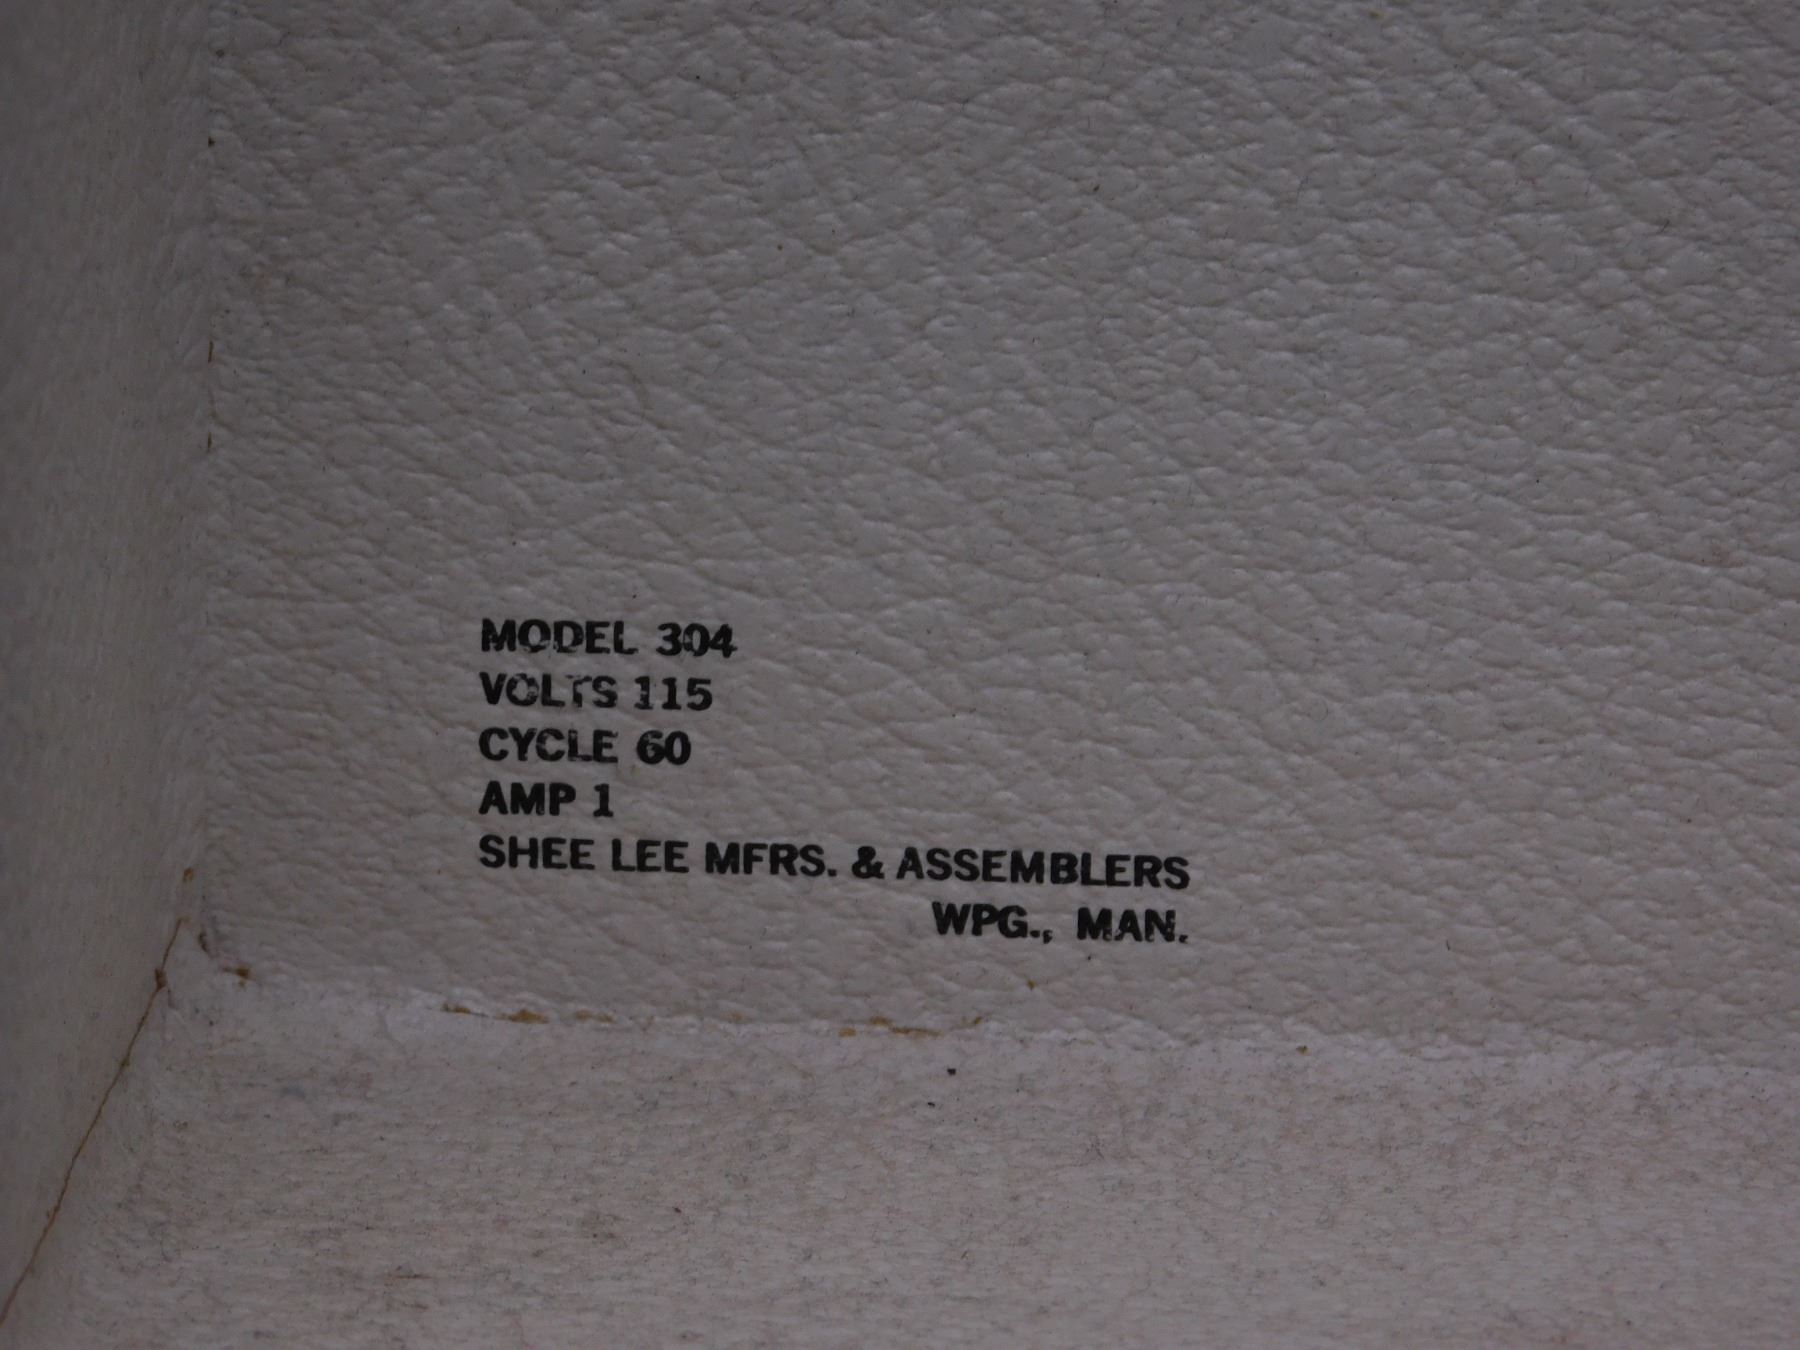 MODEL 304
VOLTS 115
CYCLE 60
AMP 1
SHEE LEE MFRS. & ASSEMBLERS
WPG., MAN.